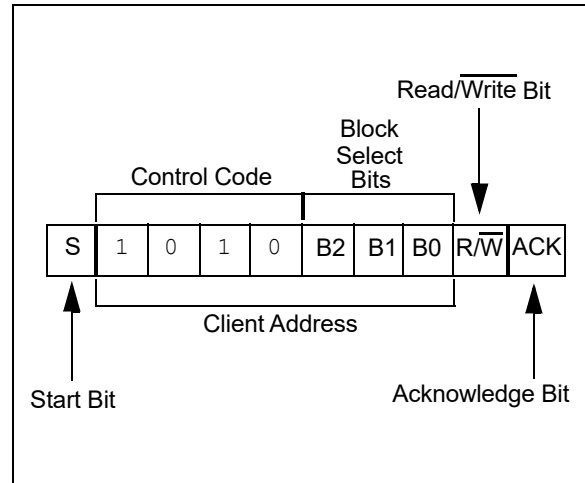 Read/Write Bit
Block
Select
Bits
Control Code
S 1 0 1 0 B2 B1 B0 R/W ACK
Client Address
Start Bit
Acknowledge Bit